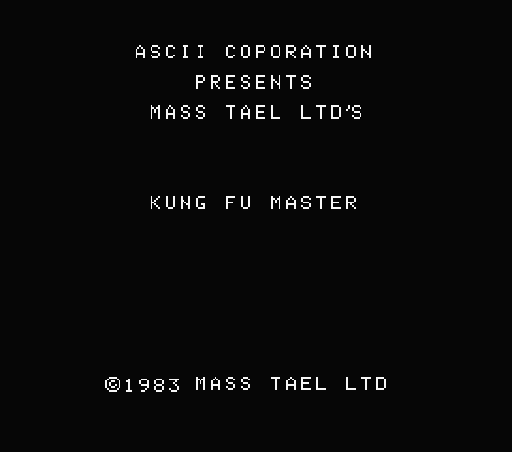 ASCII COPORATION
PRESENTS
MASS TAEL LTD'S
KUNG FU MASTER
©1983 MASS TAEL LTD